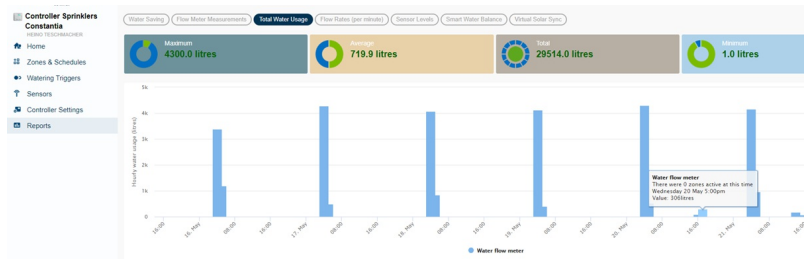 Controller Sprinklers
Constantia
HEINO TESCHMACHER
Home
Zones & Schedules
Watering Triggers
Sensors
Controller Settings
Reports
Water Saving
Flow Meter Measurements
Total Water Usage
Flow Rates (per minute)
Sensor Levels
Smart Water Balance
Virtual Solar Sync
Maximum
4300.0 litres
Average
719.9 litres
Total
29514.0 litres
Minimum
1.0 litres
Hourly water usage (litres)
5k
4k
3k
2k
1k
0
Water flow meter
There were 0 zones active at this time
Wednesday 20 May 5:00pm
Value: 306litres
16:00
16. May
08:00
16:00
17. May
08:00
16:00
18. May
08:00
16:00
19. May
08:00
16:00
20. May
08:00
16:00
21. May
08:00
16:00
Water flow meter